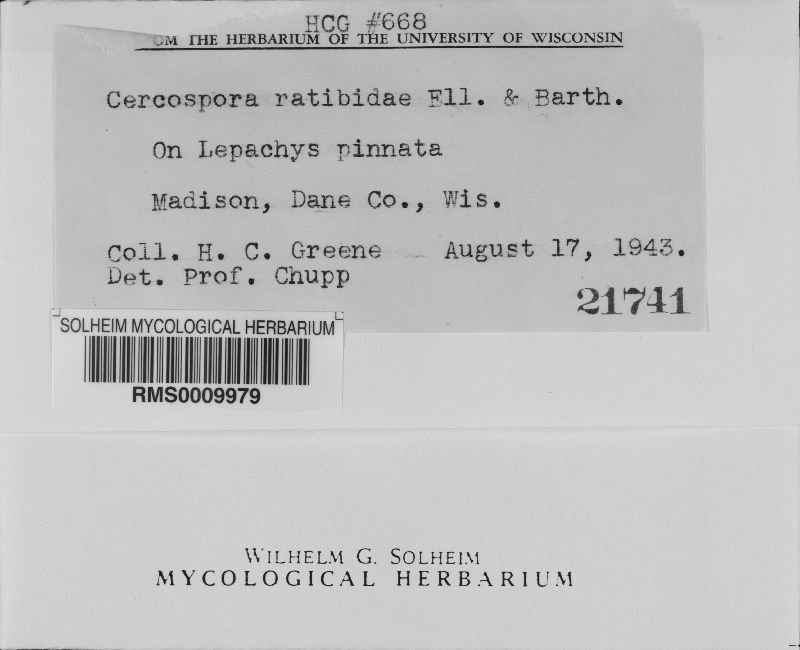 HCG #668
OM THE HERBARIUM OF THE UNIVERSITY OF WISCONSIN
Cercospora ratibidae Ell. & Barth.
On Lepachys pinnata
Madison, Dane Co., Wis.
Coll. H. C. Greene August 17, 1943.
Det. Prof. Chupp
21741
SOLHEIM MYCOLOGICAL HERBARIUM
RMS0009979
WILHELM G. SOLHEIM
MYCOLOGICAL HERBARIUM